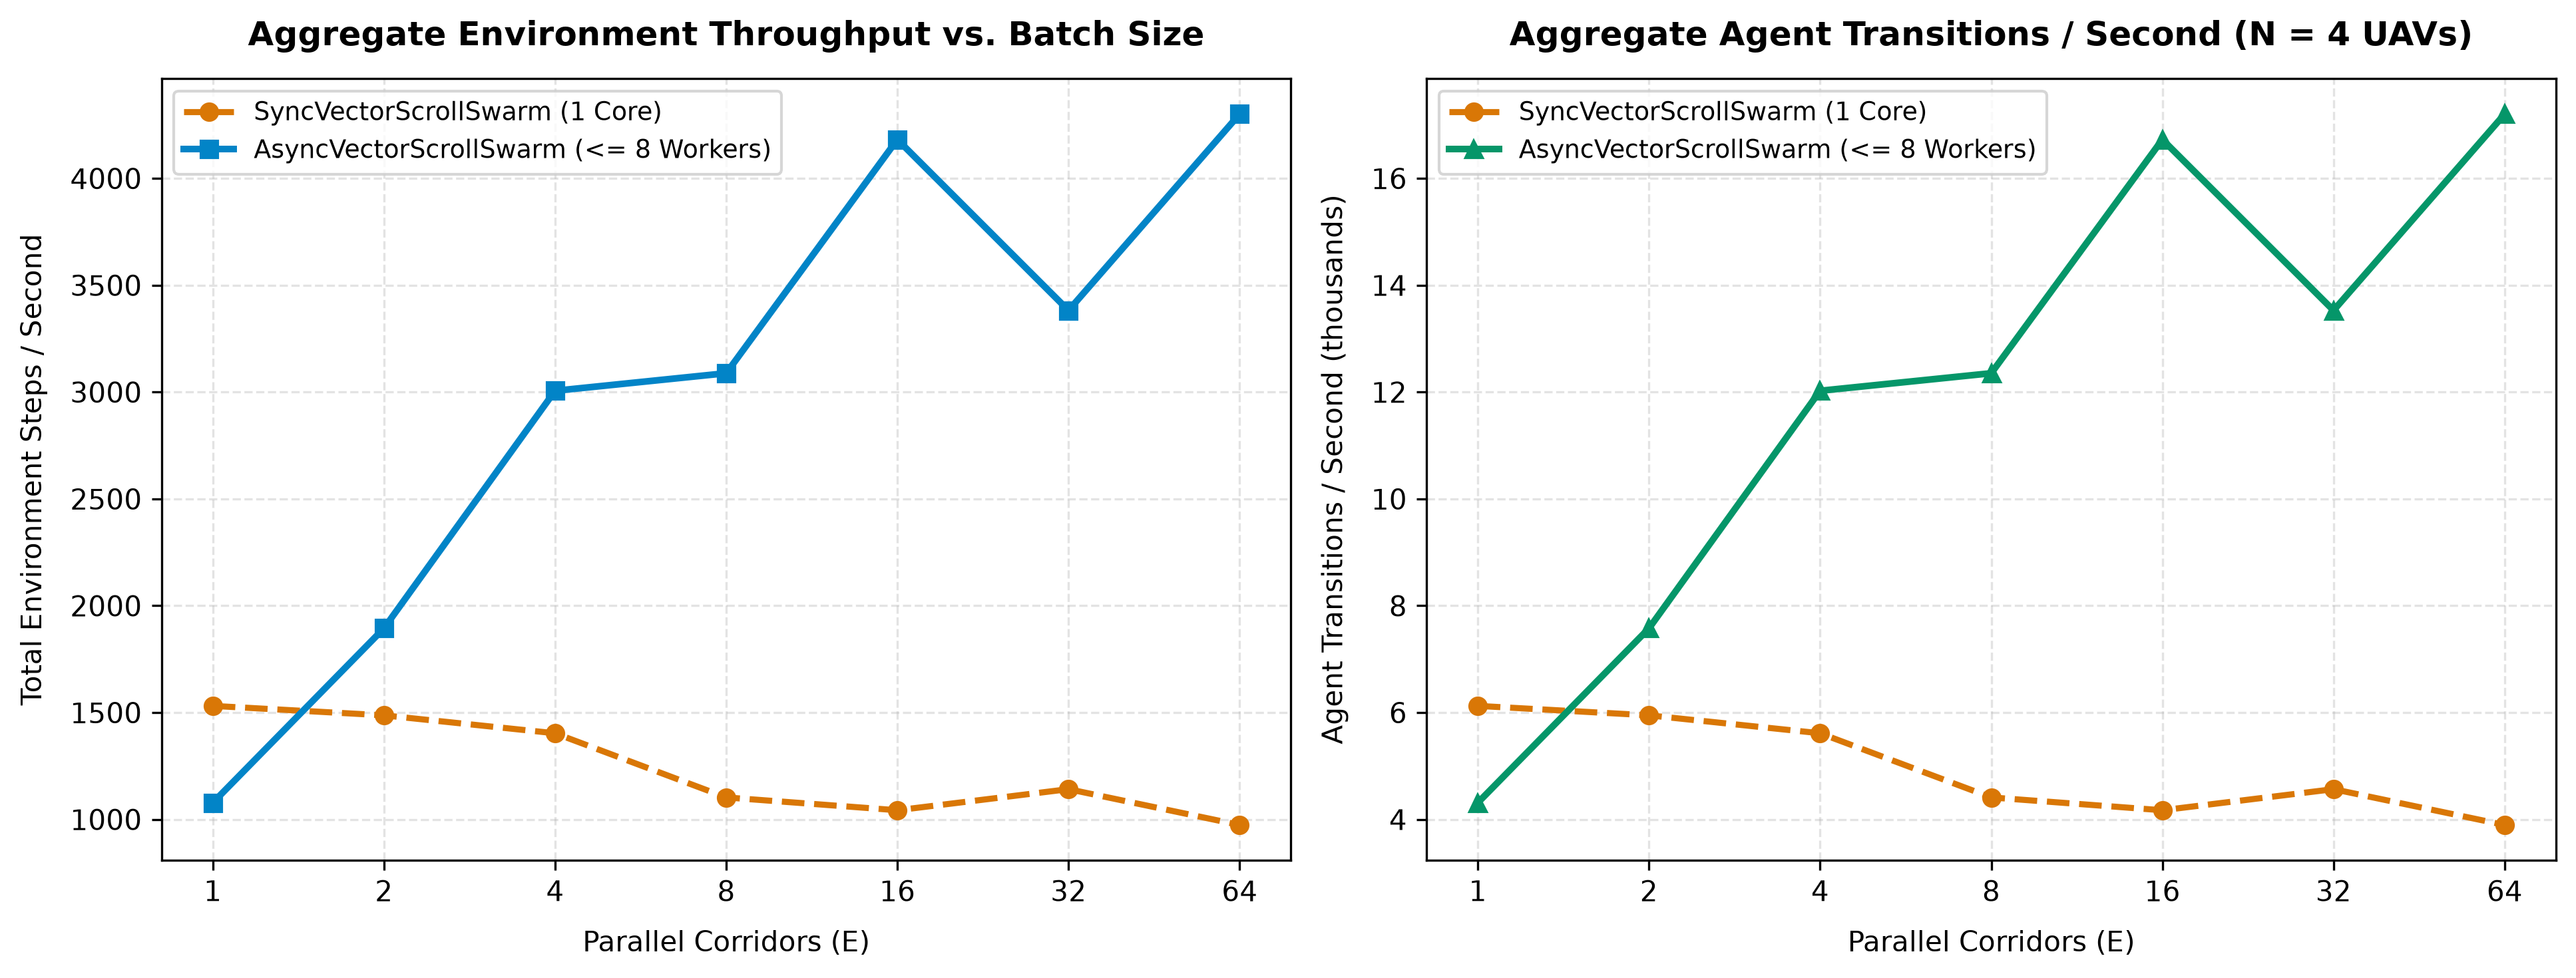 Aggregate Environment Throughput vs. Batch Size
SyncVectorScrollSwarm (1 Core)
AsyncVectorScrollSwarm (<= 8 Workers)
Total Environment Steps / Second
4000
3500
3000
2500
2000
1500
1000
1 2 4 8 16 32 64
Parallel Corridors (E)
Aggregate Agent Transitions / Second (N = 4 UAVs)
SyncVectorScrollSwarm (1 Core)
AsyncVectorScrollSwarm (<= 8 Workers)
Agent Transitions / Second (thousands)
16
14
12
10
8
6
4
1 2 4 8 16 32 64
Parallel Corridors (E)